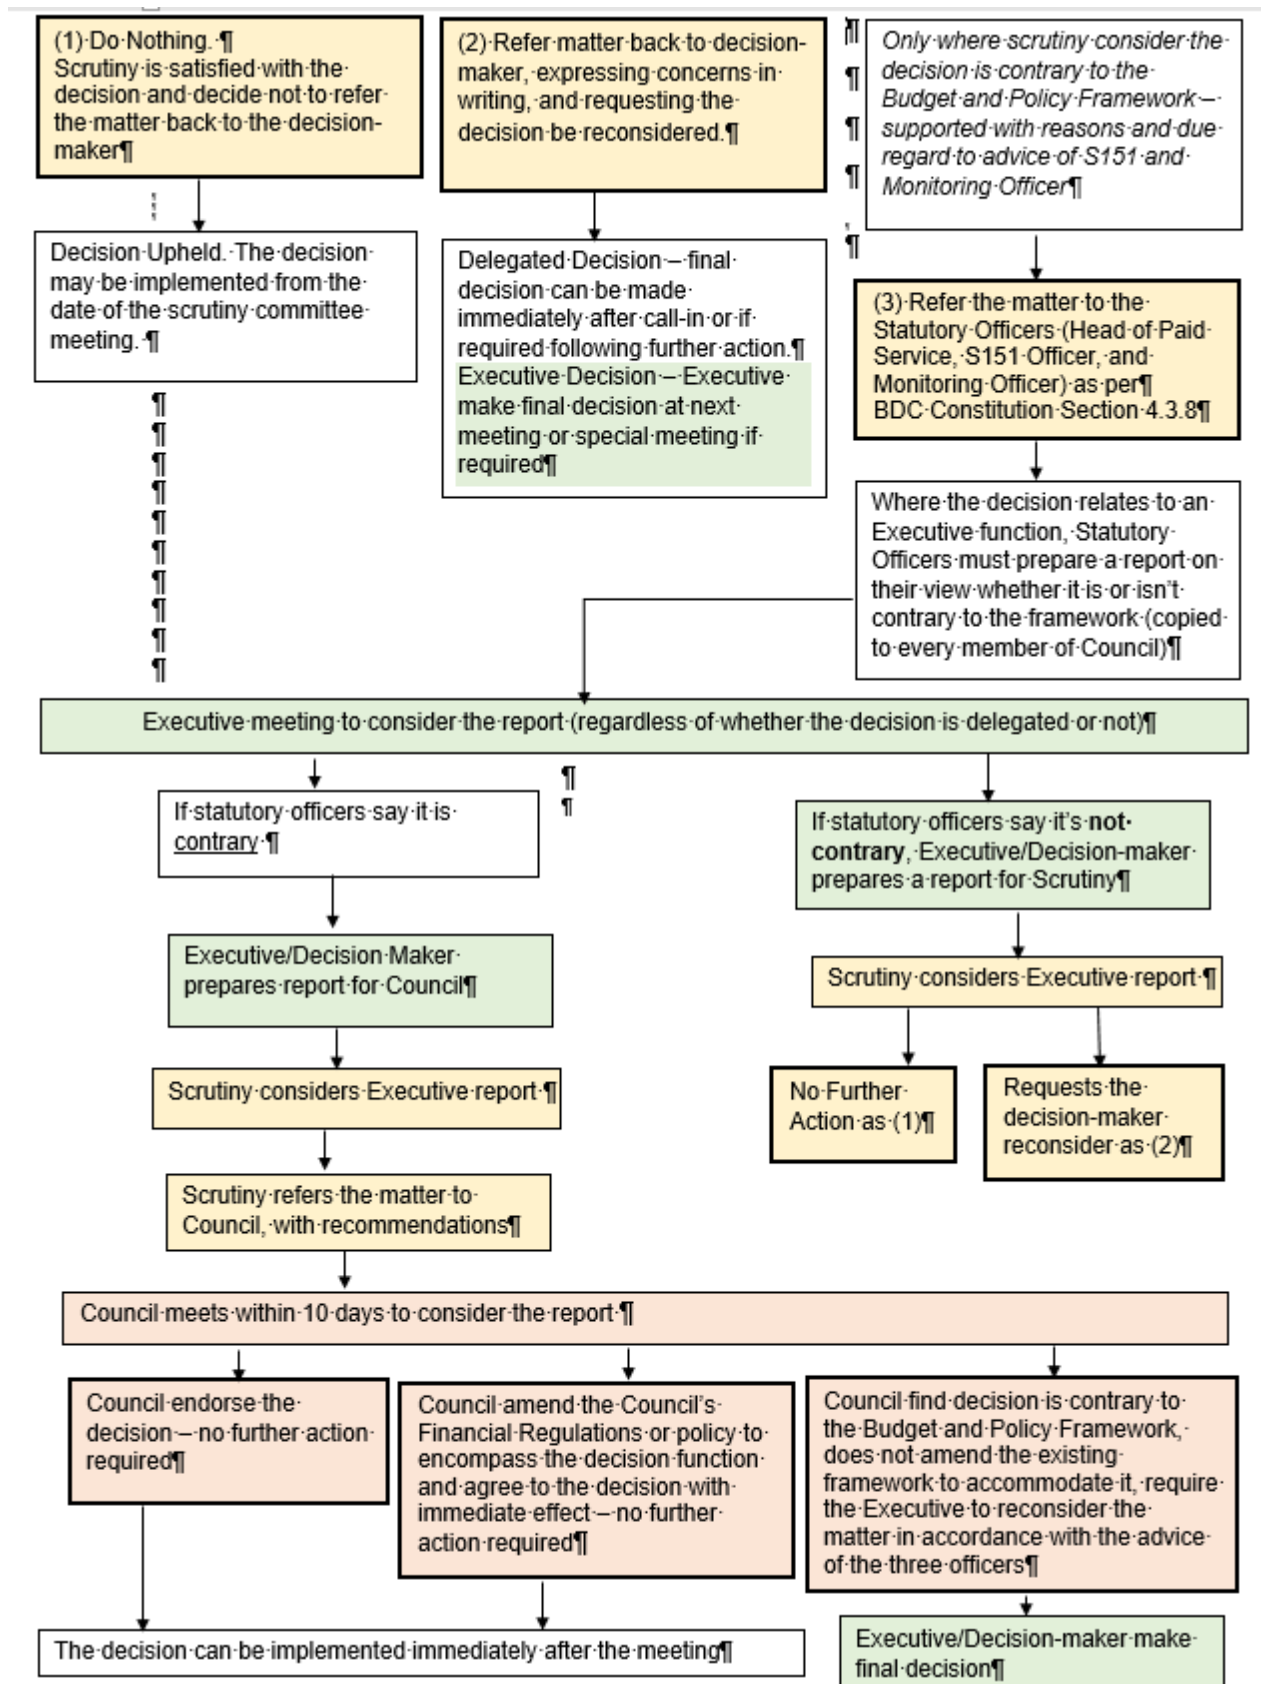 (1) Do Nothing. ¶
Scrutiny is satisfied with the
decision and decide not to refer
the matter back to the decision-
maker¶
(2) Refer matter back to decision-
maker, expressing concerns in
writing, and requesting the
decision be reconsidered.¶
¶
¶
¶
¶
¶
Only where scrutiny consider the
decision is contrary to the
Budget and Policy Framework –
supported with reasons and due
regard to advice of S151 and
Monitoring Officer¶
Decision Upheld. The decision
may be implemented from the
date of the scrutiny committee
meeting. ¶
Delegated Decision – final
decision can be made
immediately after call-in or if
required following further action.¶
Executive Decision – Executive
make final decision at next
meeting or special meeting if
required¶
(3) Refer the matter to the
Statutory Officers (Head of Paid
Service, S151 Officer, and
Monitoring Officer) as per¶
BDC Constitution Section 4.3.8¶
¶
¶
¶
¶
¶
¶
¶
¶
¶
¶
Where the decision relates to an
Executive function, Statutory
Officers must prepare a report on
their view whether it is or isn't
contrary to the framework (copied
to every member of Council)¶
Executive meeting to consider the report (regardless of whether the decision is delegated or not)¶
¶
¶
If statutory officers say it is
contrary ¶
If statutory officers say it's not
contrary, Executive/Decision-maker
prepares a report for Scrutiny¶
Executive/Decision Maker
prepares report for Council¶
Scrutiny considers Executive report ¶
Scrutiny considers Executive report ¶
No Further
Action as (1)¶
Requests the
decision-maker
reconsider as (2)¶
Scrutiny refers the matter to
Council, with recommendations¶
Council meets within 10 days to consider the report ¶
Council endorse the
decision – no further action
required¶
Council amend the Council's
Financial Regulations or policy to
encompass the decision function
and agree to the decision with
immediate effect – no further
action required¶
Council find decision is contrary to
the Budget and Policy Framework,
does not amend the existing
framework to accommodate it, require
the Executive to reconsider the
matter in accordance with the advice
of the three officers¶
The decision can be implemented immediately after the meeting¶
Executive/Decision-maker make
final decision¶